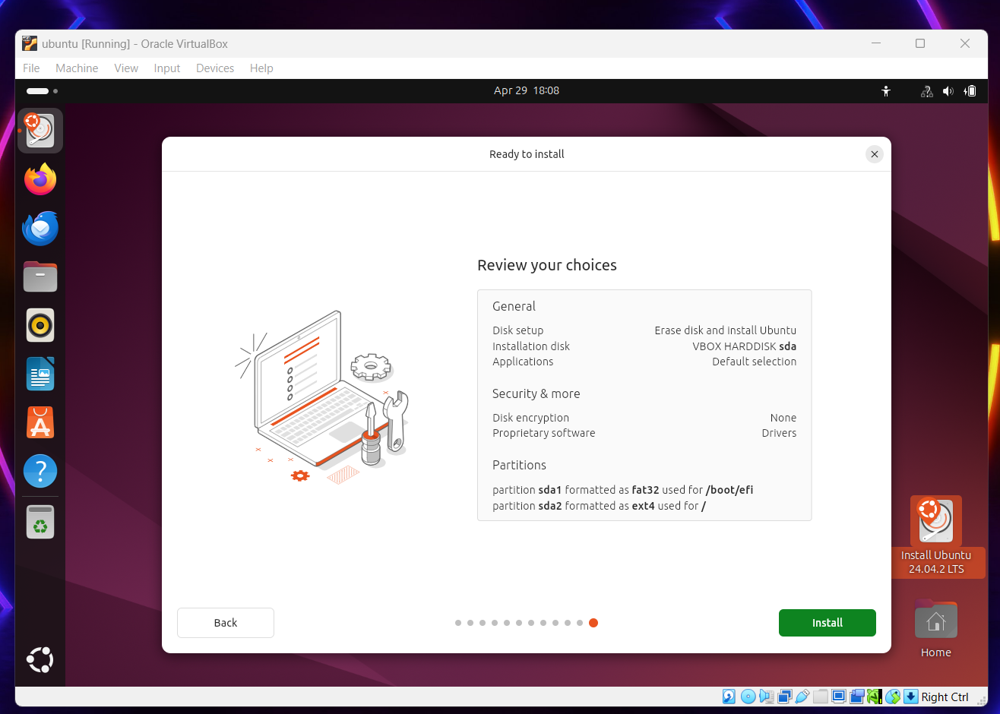 ubuntu [Running] - Oracle VirtualBox
File Machine View Input Devices Help
Apr 29 18:08
Ready to install
Review your choices
General
Disk setup Erase disk and install Ubuntu
Installation disk VBOX HARDDISK sda
Applications Default selection
Security & more
Disk encryption None
Proprietary software Drivers
Partitions
partition sda1 formatted as fat32 used for /boot/efi
partition sda2 formatted as ext4 used for /
Install Ubuntu
24.04.2 LTS
Back
Install
Home
Right Ctrl